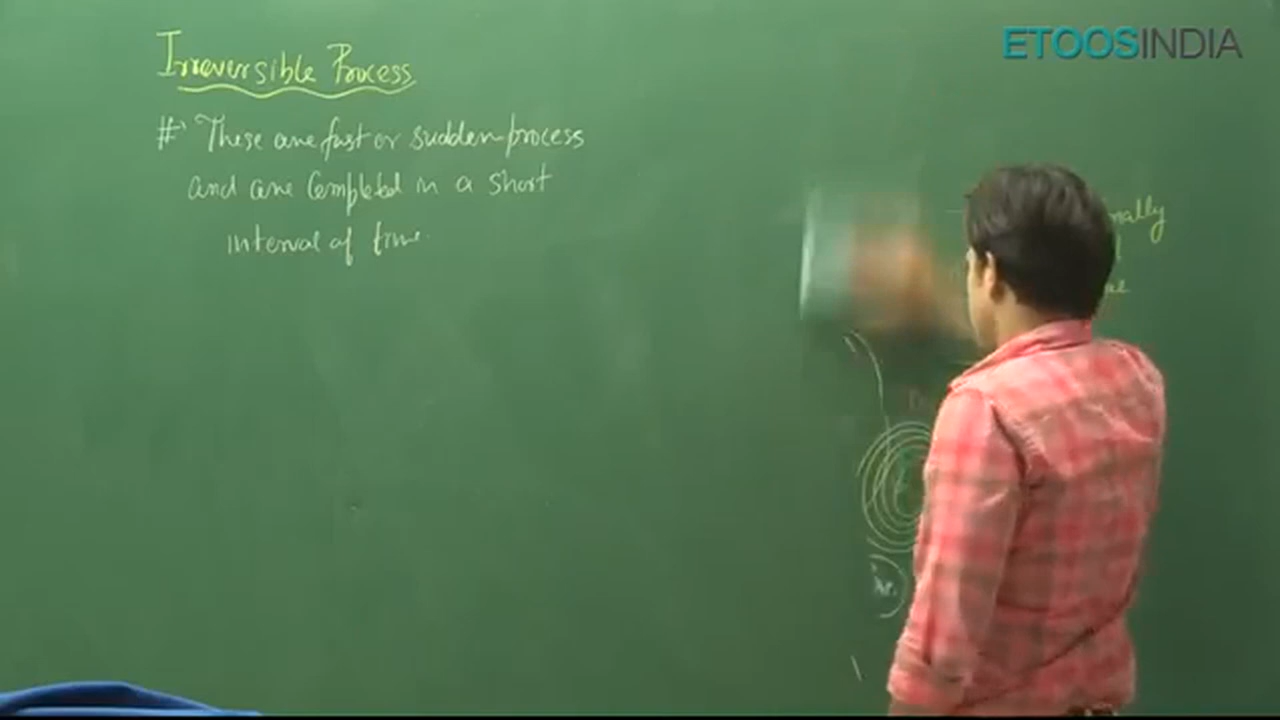 ETOOSINDIA
Irreversible Process
# These are fast or sudden process
and are Completed in a short
interval of time.